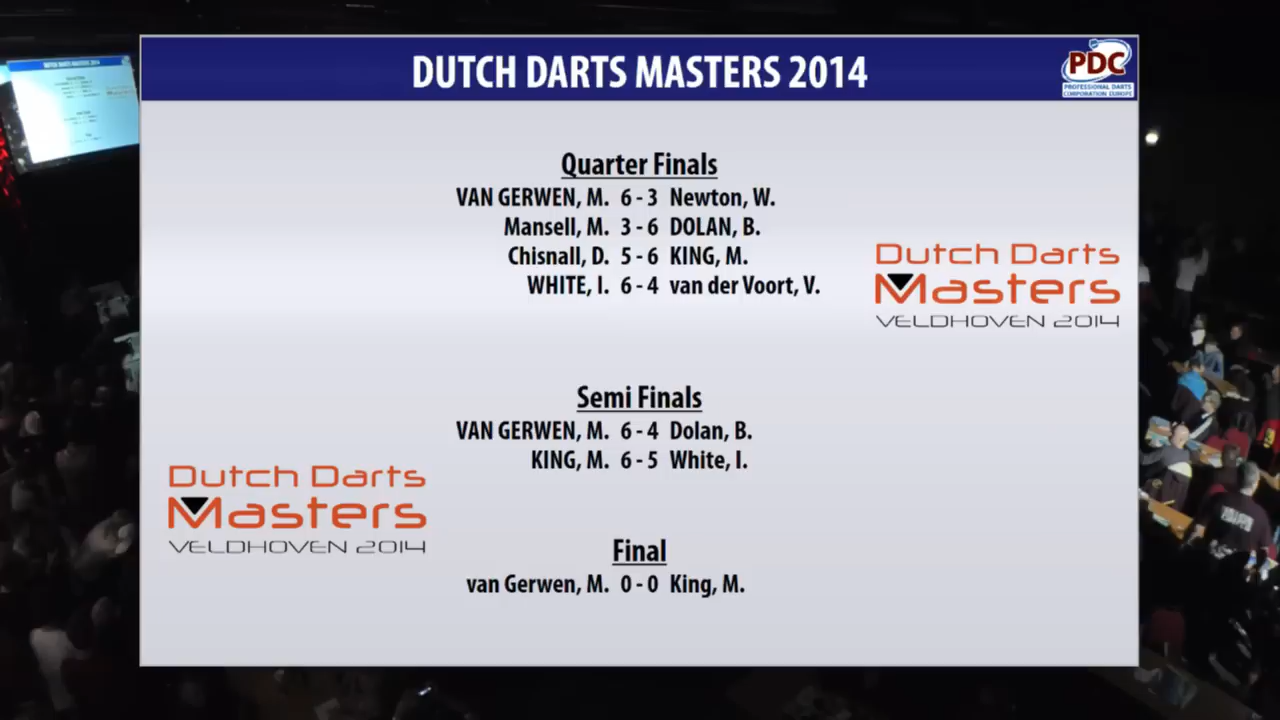 DUTCH DARTS MASTERS 2014
PDC
PROFESSIONAL DARTS
CORPORATION EUROPE
Quarter Finals
VAN GERWEN, M. 6 - 3 Newton, W.
Mansell, M. 3 - 6 DOLAN, B.
Chisnall, D. 5 - 6 KING, M.
WHITE, I. 6 - 4 van der Voort, V.
Dutch Darts
Masters
VELDHOVEN 2014
Semi Finals
VAN GERWEN, M. 6 - 4 Dolan, B.
KING, M. 6 - 5 White, I.
Dutch Darts
Masters
VELDHOVEN 2014
Final
van Gerwen, M. 0 - 0 King, M.